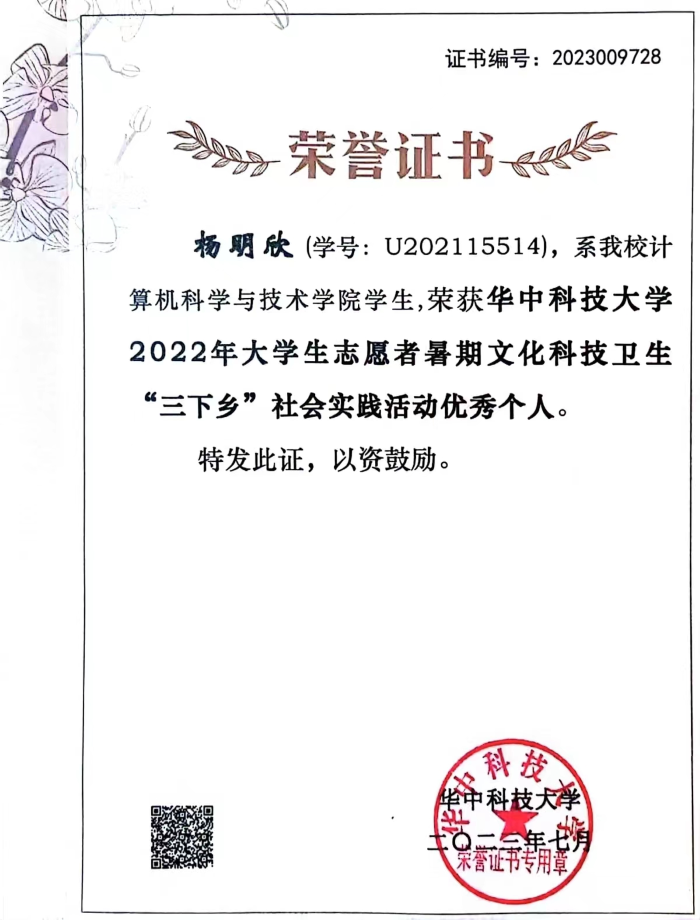 证书编号：2023009728
荣誉证书
杨明欣 (学号：U202115514)，系我校计
算机科学与技术学院学生,荣获华中科技大学
2022年大学生志愿者暑期文化科技卫生
“三下乡”社会实践活动优秀个人。
特发此证，以资鼓励。
华中科技大学
华中科技大学
二〇二三年七月
荣誉证书专用章